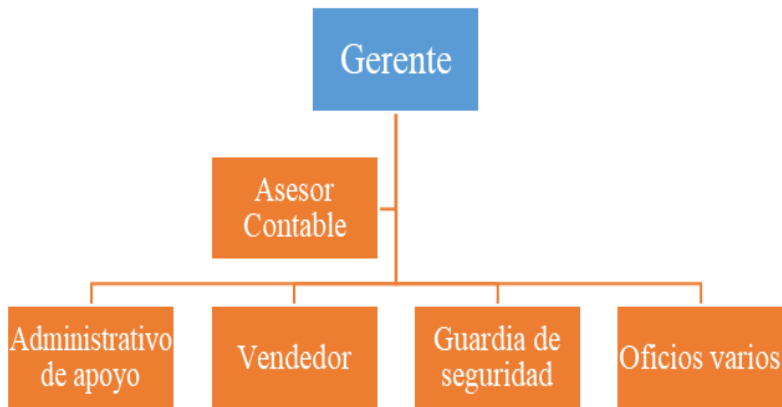 Gerente
Asesor
Contable
Administrativo
de apoyo
Vendedor
Guardia de
seguridad
Oficios varios